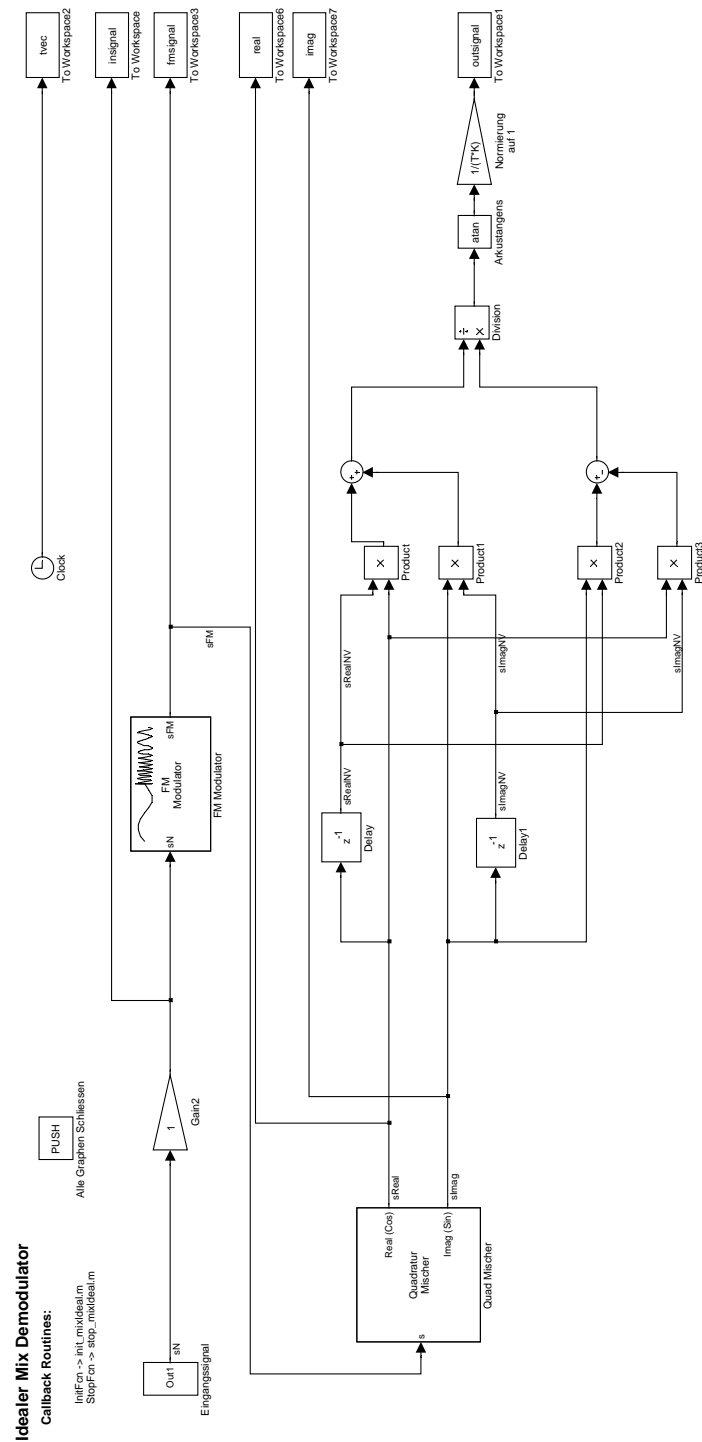 Idealer Mix Demodulator
Callback Routines:
InitFcn -> init_mixIdeal.m
StopFcn -> stop_mixIdeal.m
PUSH
Alle Graphen Schliessen
Clock
tvec
To Workspace2
insignal
To Workspace
fmsignal
To Workspace3
real
To Workspace6
imag
To Workspace7
Out1
sN
Eingangssignal
1
Gain2
sN
FM
Modulator
sFM
FM Modulator
sFM
s
Quadratur
Mischer
Real (Cos)
Imag (Sin)
Quad Mischer
sReal
sImag
z-1
Delay
sRealNV
sRealNV
z-1
Delay1
sImagNV
sImagNV
sImagNV
×
Product
×
Product1
×
Product2
×
Product3
+
+
+
-
÷
×
Division
atan
Arkustangens
1/(T*K)
Normierung
auf 1
outsignal
To Workspace1